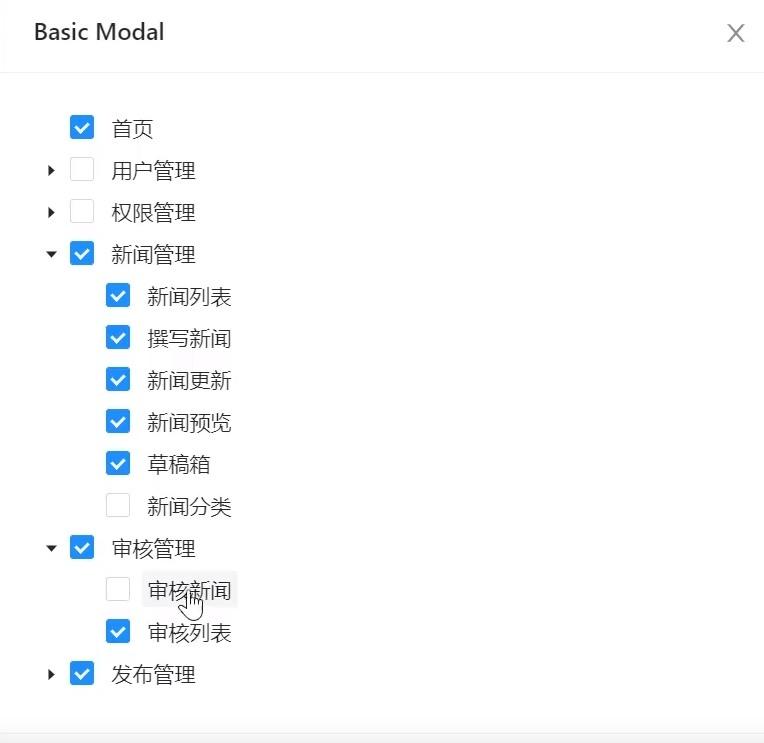 Basic Modal
首页
用户管理
权限管理
新闻管理
新闻列表
撰写新闻
新闻更新
新闻预览
草稿箱
新闻分类
审核管理
审核新闻
审核列表
发布管理